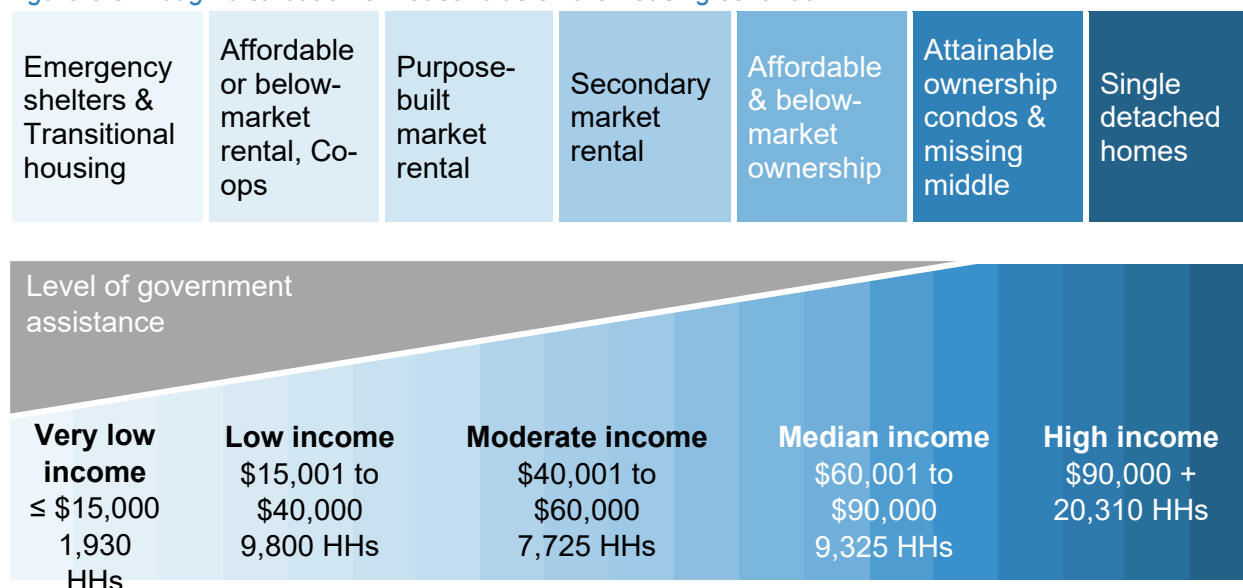 Emergency
shelters &
Transitional
housing
Affordable
or below-
market
rental, Co-
ops
Purpose-
built
market
rental
Secondary
market
rental
Affordable
& below-
market
ownership
Attainable
ownership
condos &
missing
middle
Single
detached
homes
Level of government
assistance
Very low
income
≤ $15,000
1,930
HHs
Low income
$15,001 to
$40,000
9,800 HHs
Moderate income
$40,001 to
$60,000
7,725 HHs
Median income
$60,001 to
$90,000
9,325 HHs
High income
$90,000 +
20,310 HHs